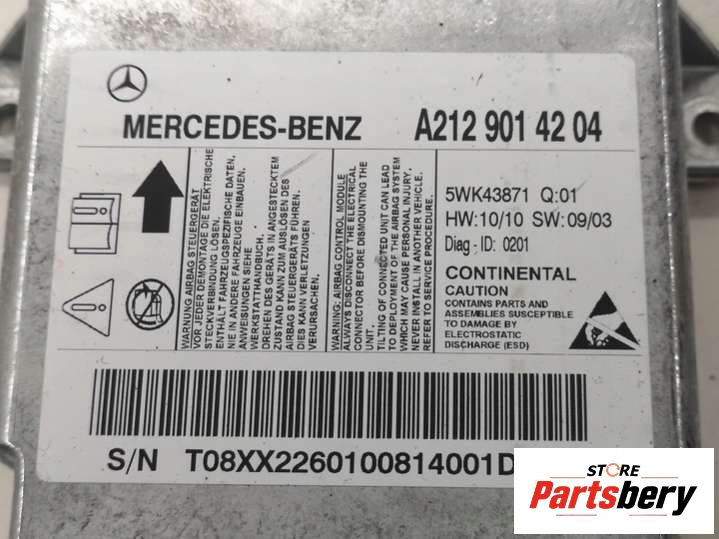 MERCEDES-BENZ
A212 901 42 04
WARNUNG AIRBAG STEUERGERÄT
VOR JEDER DEMONTAGE DIE ELEKTRISCHE
STECKVERBINDUNG LÖSEN.
ENTHÄLT FAHRZEUGSPEZIFISCHE DATEN.
NIE IN ANDERE FAHRZEUGE EINBAUEN.
ANWEISUNGEN SIEHE
WERKSTATTHANDBUCH.
DREHEN DES GERÄTS IN ANGESTECKTEM
ZUSTAND KANN ZUM AUSLÖSEN DES
AIRBAG STEUERGERÄTS FÜHREN.
DIES KANN VERLETZUNGEN
VERURSACHEN.
WARNING: AIRBAG CONTROL MODULE
ALWAYS DISCONNECT THE ELECTRICAL
CONNECTOR BEFORE DISMOUNTING THE
UNIT.
TILTING OF CONNECTED UNIT CAN LEAD
TO DEPLOYMENT OF THE AIRBAG SYSTEM
WHICH MAY CAUSE PERSONAL INJURY.
NEVER INSTALL IN ANOTHER VEHICLE.
REFER TO SERVICE PROCEDURE.
5WK43871 Q:01
HW:10/10 SW:09/03
Diag-ID: 0201
CONTINENTAL
CAUTION
CONTAINS PARTS AND
ASSEMBLIES SUSCEPTIBLE
TO DAMAGE BY
ELECTROSTATIC
DISCHARGE (ESD)
S/N T08XX2260100814001D
STORE
Partsbery